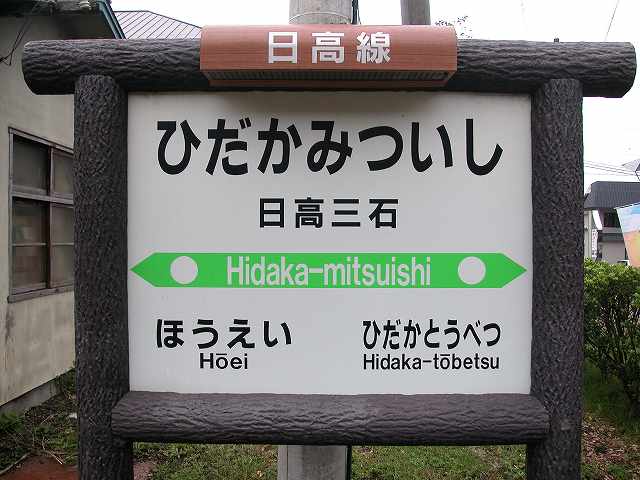 日高線
ひだかみついし
日高三石
Hidaka-mitsuishi
ほうえい
Hōei
ひだかとうべつ
Hidaka-tōbetsu